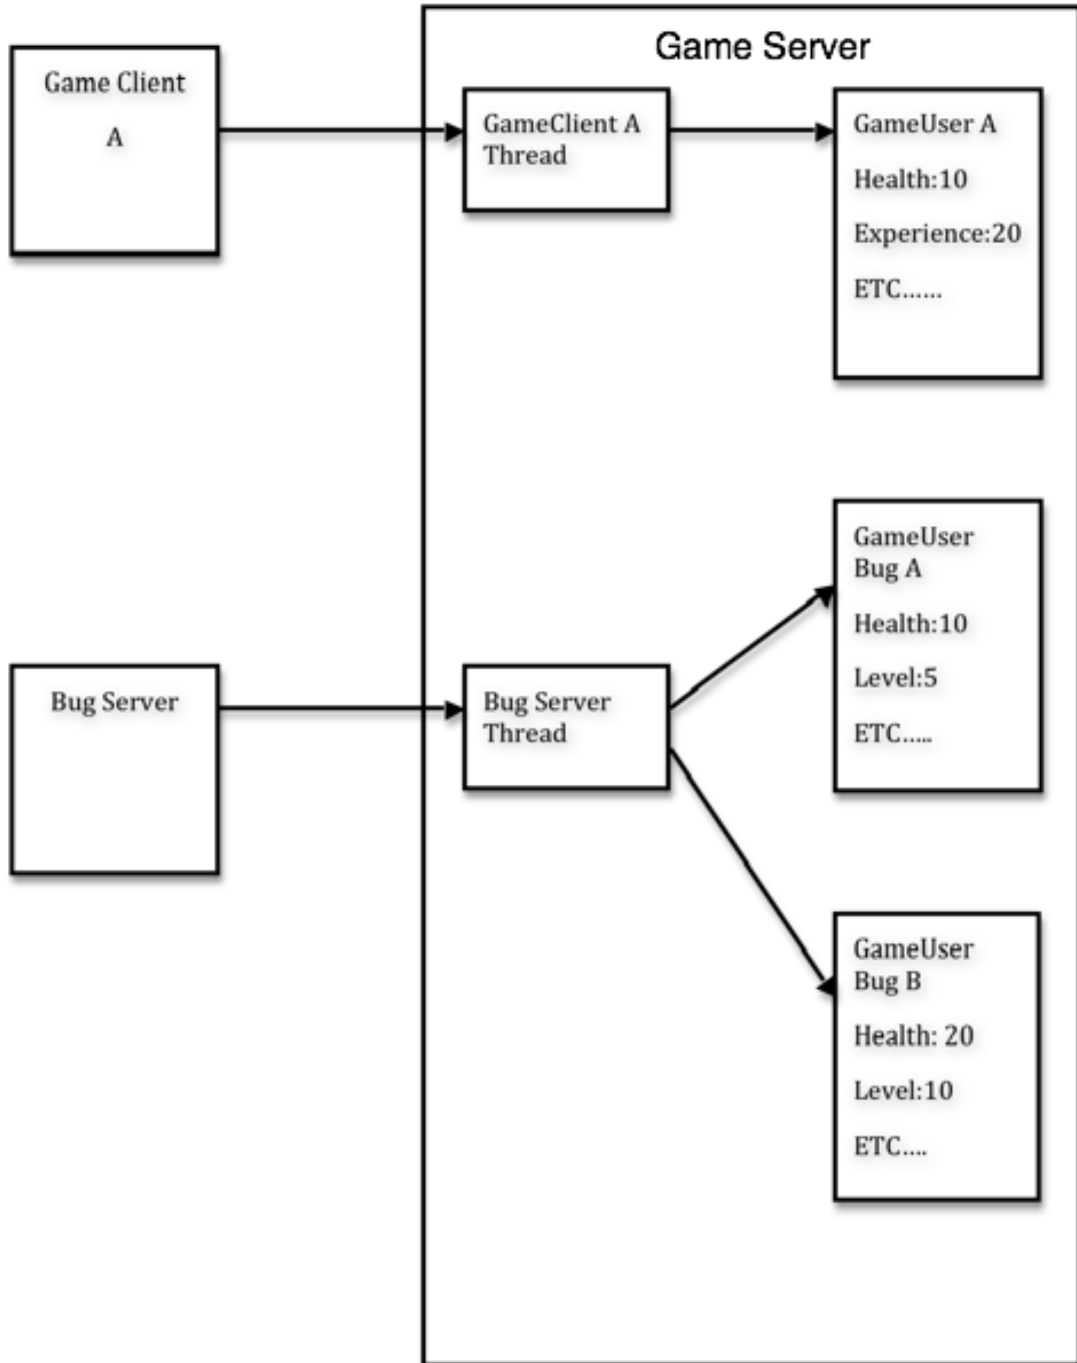 Game Server
Game Client
A
GameClient A
Thread
GameUser A
Health:10
Experience:20
ETC......
GameUser
Bug A
Health:10
Level:5
ETC.....
Bug Server
Bug Server
Thread
GameUser
Bug B
Health: 20
Level:10
ETC....